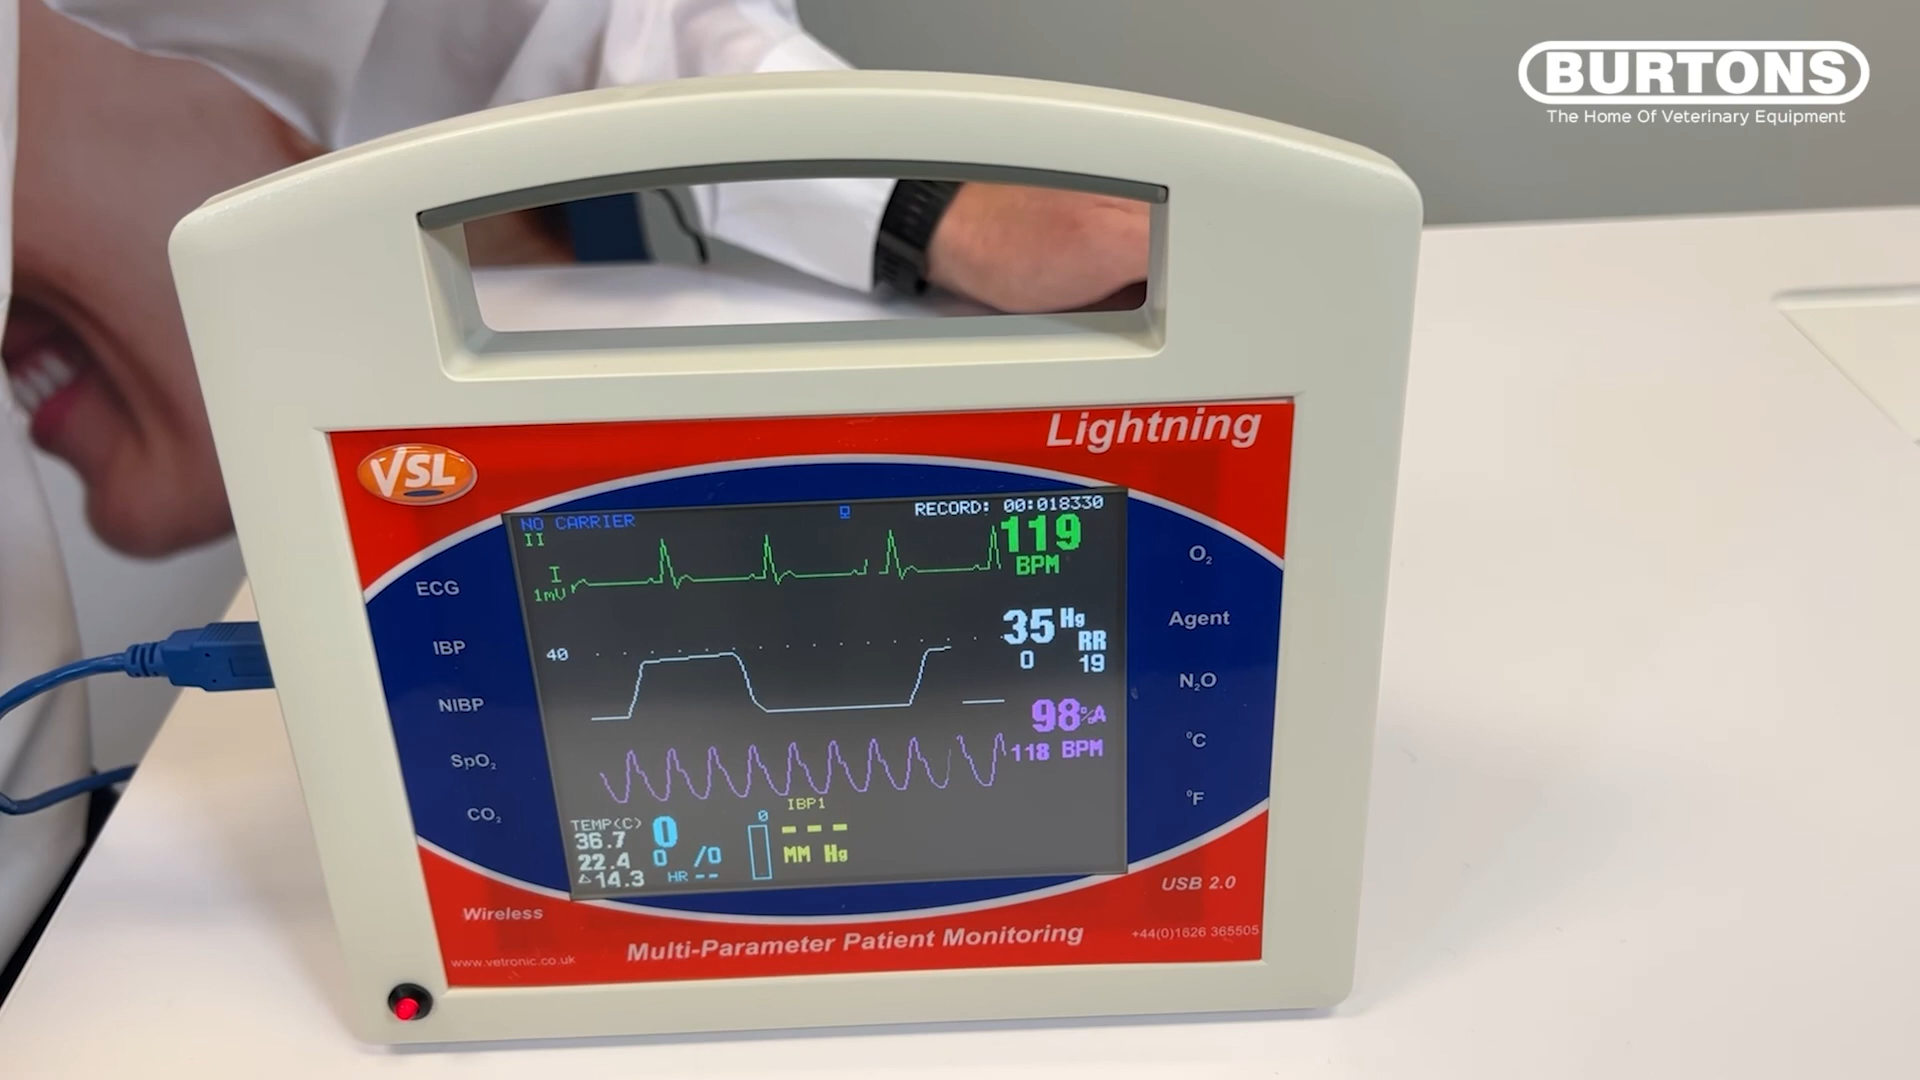 BURTONS
The Home Of Veterinary Equipment
Lightning
VSL
NO CARRIER
RECORD: 00:018330
II
119
BPM
I
1mV
ECG
IBP
NIBP
SpO₂
CO₂
40
35 Hg
RR
0
19
98%A
118 BPM
IBP1
TEMP(C)
36.7
22.4
△14.3
0
0 /0
HR --
0
---
MM Hg
O₂
Agent
N₂O
°C
°F
USB 2.0
Wireless
Multi-Parameter Patient Monitoring
+44(0)1626 365505
www.vetronic.co.uk